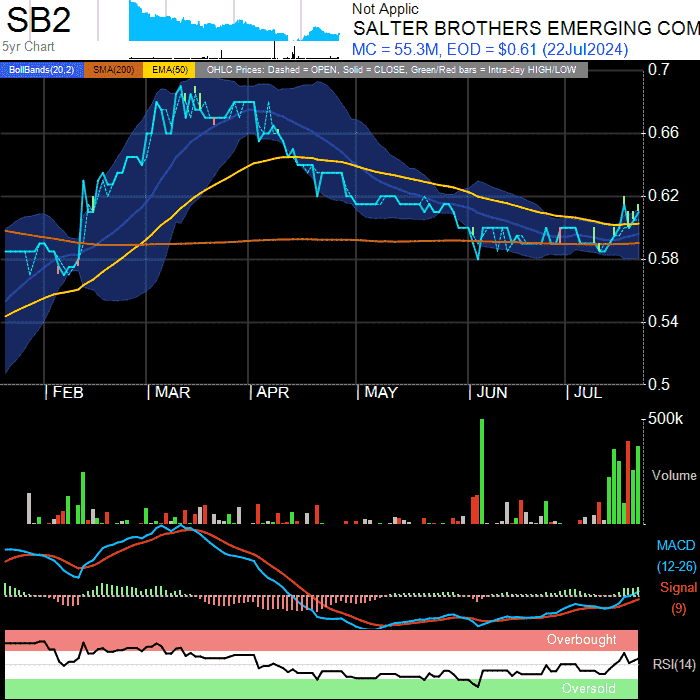 SB2
5yr Chart
Not Applic
SALTER BROTHERS EMERGING COM
MC = 55.3M, EOD = $0.61 (22Jul2024)
BollBands(20,2) SMA(200) EMA(50) OHLC Prices: Dashed = OPEN, Solid = CLOSE, Green/Red bars = Intra-day HIGH/LOW
0.7
0.66
0.62
0.58
0.54
0.5
FEB MAR APR MAY JUN JUL
500k
Volume
MACD
(12-26)
Signal
(9)
Overbought
RSI(14)
Oversold